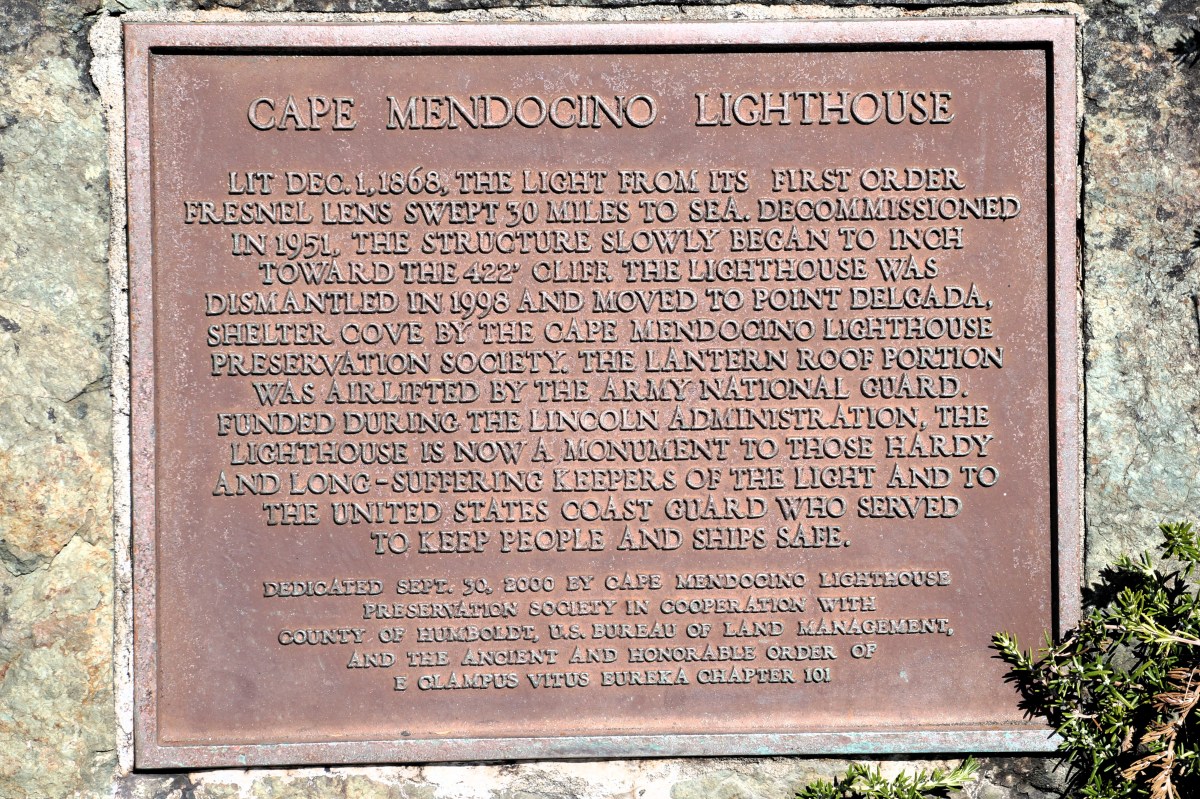 CAPE MENDOCINO LIGHTHOUSE
LIT DEC. 1, 1868, THE LIGHT FROM ITS FIRST ORDER
FRESNEL LENS SWEPT 30 MILES TO SEA. DECOMMISSIONED
IN 1951, THE STRUCTURE SLOWLY BEGAN TO INCH
TOWARD THE 422' CLIFF. THE LIGHTHOUSE WAS
DISMANTLED IN 1998 AND MOVED TO POINT DELGADA,
SHELTER COVE BY THE CAPE MENDOCINO LIGHTHOUSE
PRESERVATION SOCIETY. THE LANTERN ROOF PORTION
WAS AIRLIFTED BY THE ARMY NATIONAL GUARD.
FUNDED DURING THE LINCOLN ADMINISTRATION, THE
LIGHTHOUSE IS NOW A MONUMENT TO THOSE HARDY
AND LONG-SUFFERING KEEPERS OF THE LIGHT AND TO
THE UNITED STATES COAST GUARD WHO SERVED
TO KEEP PEOPLE AND SHIPS SAFE.
DEDICATED SEPT. 30, 2000 BY CAPE MENDOCINO LIGHTHOUSE
PRESERVATION SOCIETY IN COOPERATION WITH
COUNTY OF HUMBOLDT, U.S. BUREAU OF LAND MANAGEMENT,
AND THE ANCIENT AND HONORABLE ORDER OF
E CLAMPUS VITUS EUREKA CHAPTER 101